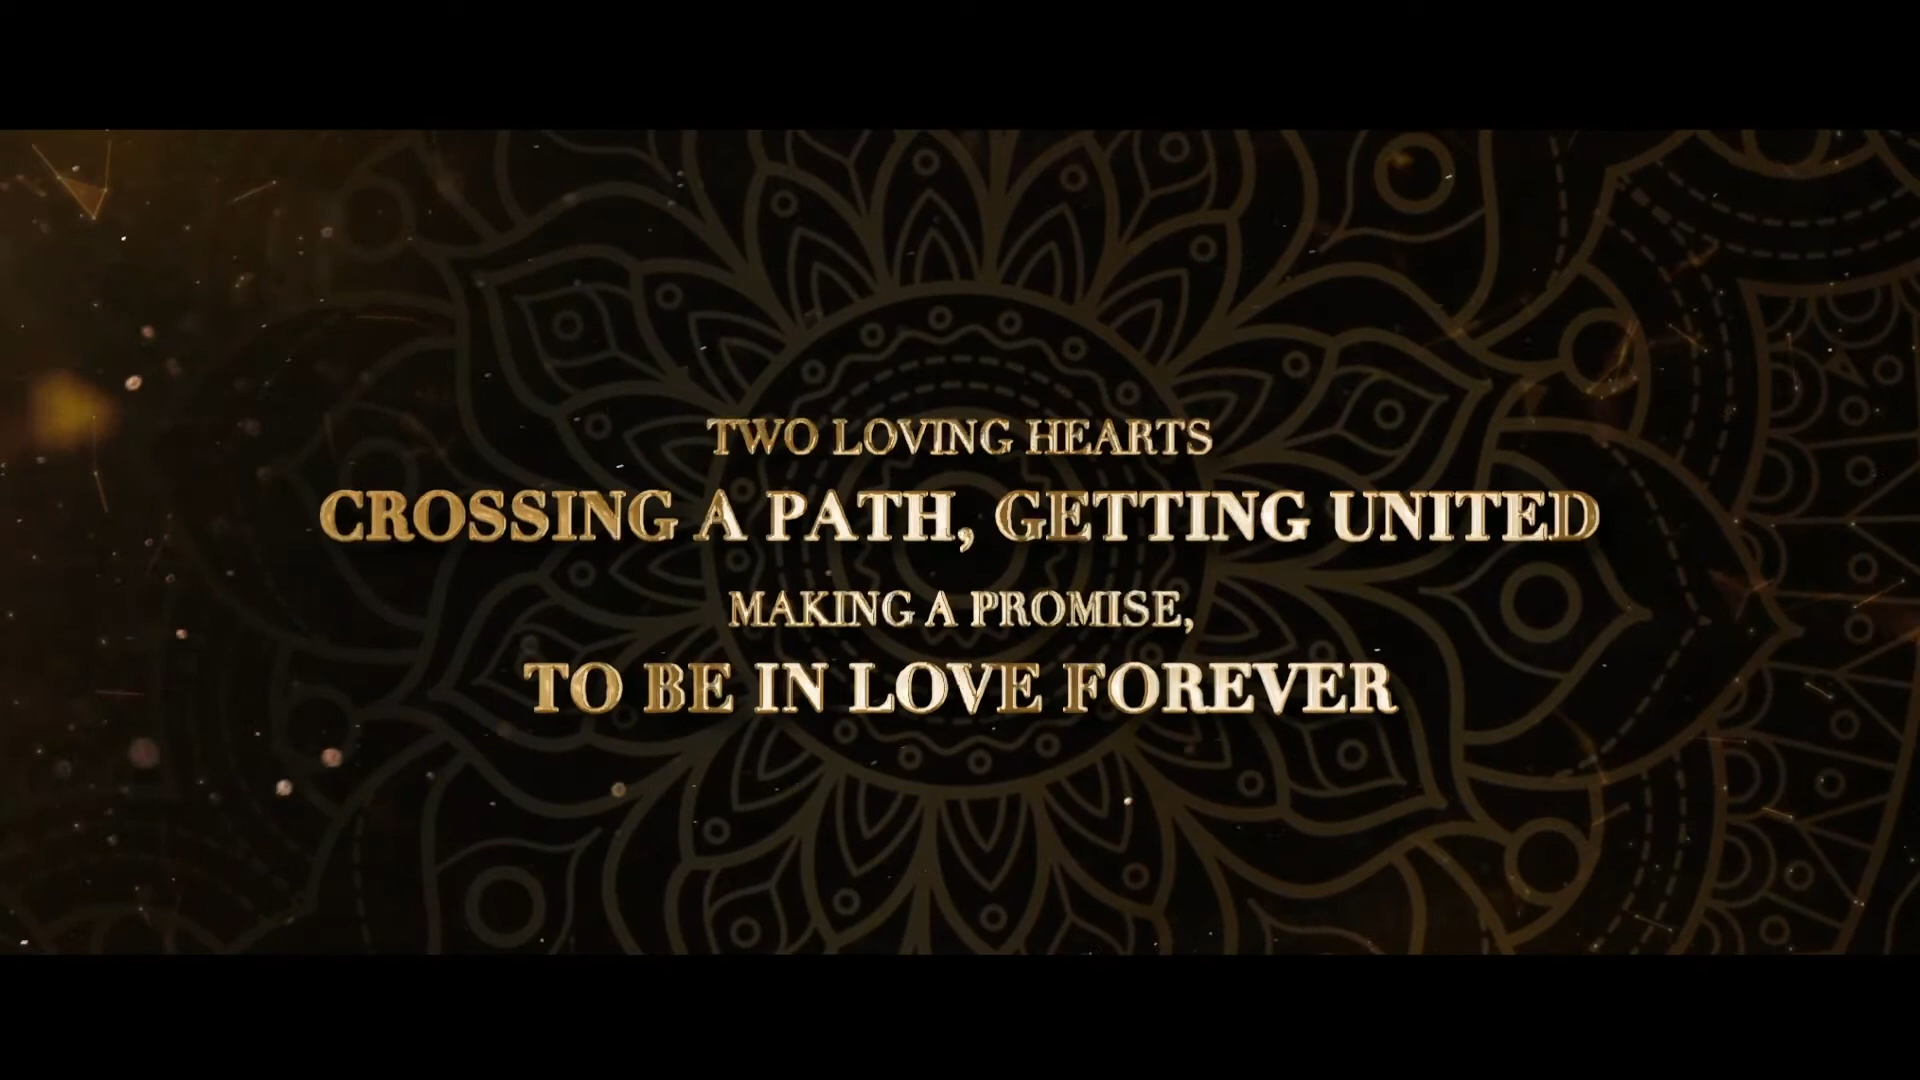 TWO LOVING HEARTS
CROSSING A PATH, GETTING UNITED
MAKING A PROMISE,
TO BE IN LOVE FOREVER